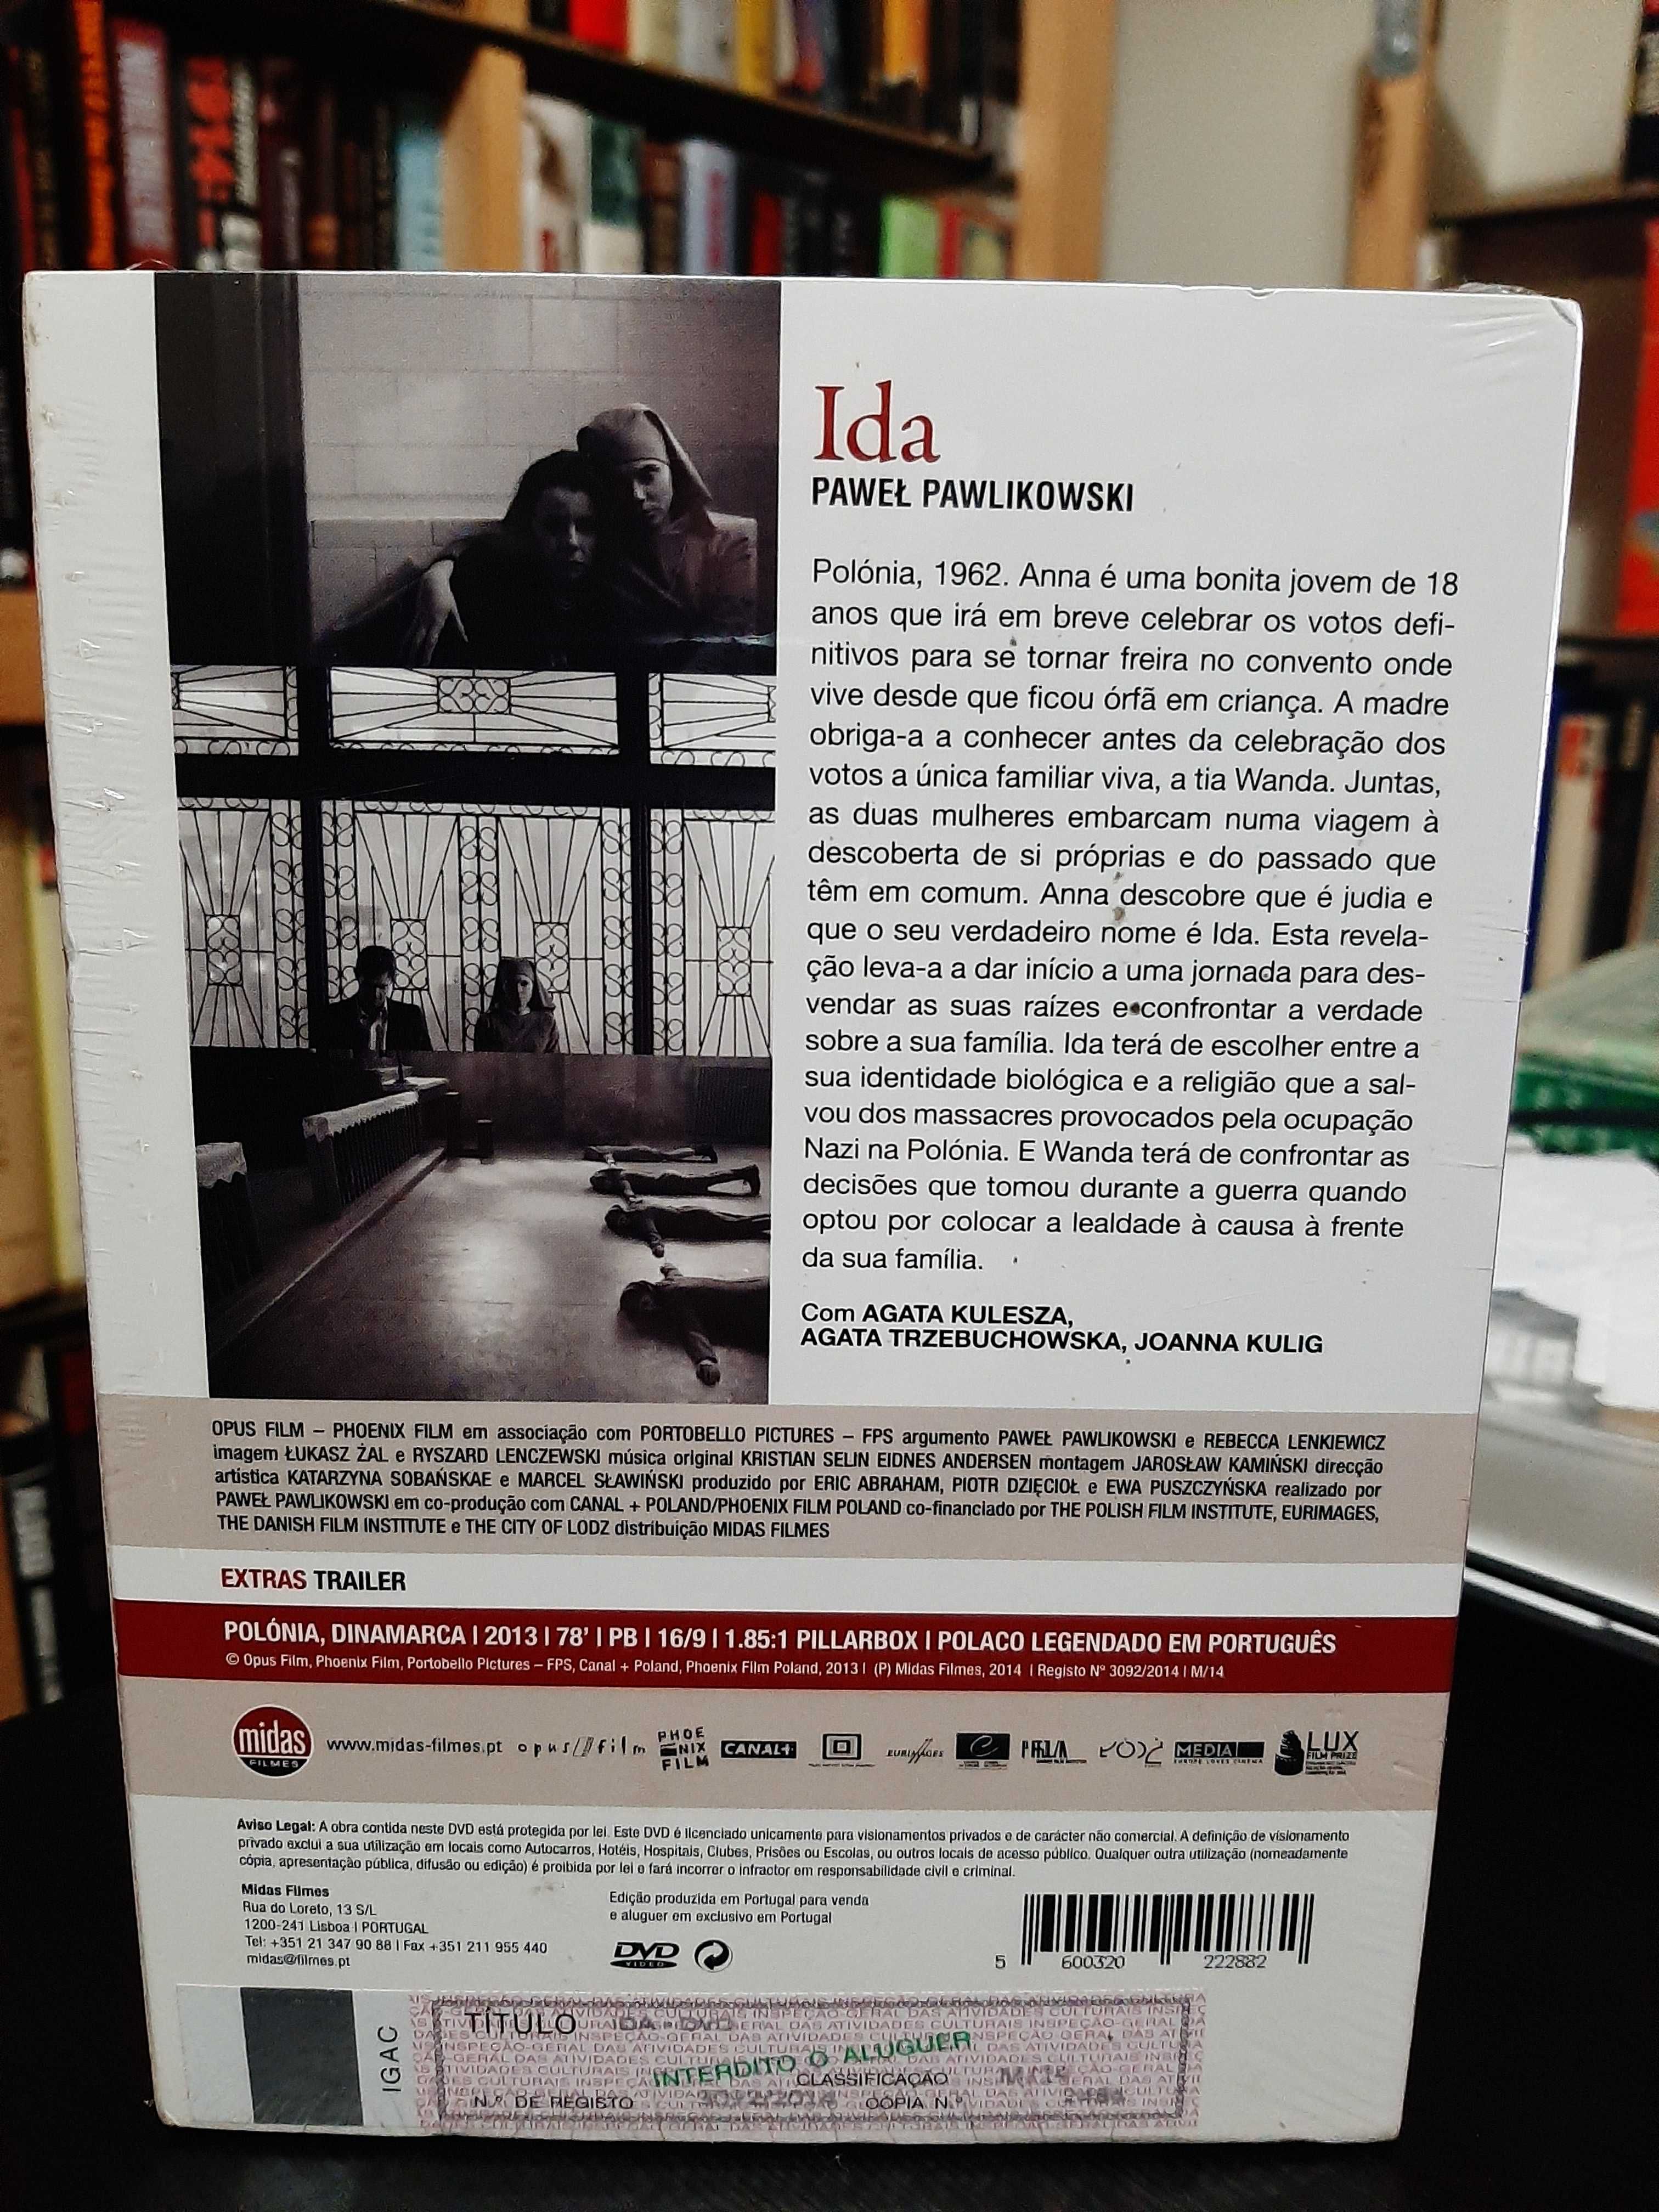 Ida
PAWEŁ PAWLIKOWSKI
Polónia, 1962. Anna é uma bonita jovem de 18
anos que irá em breve celebrar os votos defi-
nitivos para se tornar freira no convento onde
vive desde que ficou órfã em criança. A madre
obriga-a a conhecer antes da celebração dos
votos a única familiar viva, a tia Wanda. Juntas,
as duas mulheres embarcam numa viagem à
descoberta de si próprias e do passado que
têm em comum. Anna descobre que é judia e
que o seu verdadeiro nome é Ida. Esta revela-
ção leva-a a dar início a uma jornada para des-
vendar as suas raízes e confrontar a verdade
sobre a sua família. Ida terá de escolher entre a
sua identidade biológica e a religião que a sal-
vou dos massacres provocados pela ocupação
Nazi na Polónia. E Wanda terá de confrontar as
decisões que tomou durante a guerra quando
optou por colocar a lealdade à causa à frente
da sua família.
Com AGATA KULESZA,
AGATA TRZEBUCHOWSKA, JOANNA KULIG
OPUS FILM – PHOENIX FILM em associação com PORTOBELLO PICTURES – FPS argumento PAWEŁ PAWLIKOWSKI e REBECCA LENKIEWICZ
imagem ŁUKASZ ŻAL e RYSZARD LENCZEWSKI música original KRISTIAN SELIN EIDNES ANDERSEN montagem JAROSŁAW KAMIŃSKI direcção
artística KATARZYNA SOBAŃSKAE e MARCEL SŁAWIŃSKI produzido por ERIC ABRAHAM, PIOTR DZIĘCIOŁ e EWA PUSZCZYŃSKA realizado por
PAWEŁ PAWLIKOWSKI em co-produção com CANAL + POLAND/PHOENIX FILM POLAND co-financiado por THE POLISH FILM INSTITUTE, EURIMAGES,
THE DANISH FILM INSTITUTE e THE CITY OF LODZ distribuição MIDAS FILMES
EXTRAS TRAILER
POLÓNIA, DINAMARCA | 2013 | 78' | PB | 16/9 | 1.85:1 PILLARBOX | POLACO LEGENDADO EM PORTUGUÊS
© Opus Film, Phoenix Film, Portobello Pictures – FPS, Canal + Poland, Phoenix Film Poland, 2013 | (P) Midas Filmes, 2014 | Registo Nº 3092/2014 | M/14
midas FILMES www.midas-filmes.pt opus film PHOENIX FILM CANAL+ EURIMAGES MEDIA EUROPE LOVES CINEMA LUX FILM PRIZE
Aviso Legal: A obra contida neste DVD está protegida por lei. Este DVD é licenciado unicamente para visionamentos privados e de carácter não comercial. A definição de visionamento
privado exclui a sua utilização em locais como Autocarros, Hotéis, Hospitais, Clubes, Prisões ou Escolas, ou outros locais de acesso público. Qualquer outra utilização (nomeadamente
cópia, apresentação pública, difusão ou edição) é proibida por lei e fará incorrer o infractor em responsabilidade civil e criminal.
Midas Filmes
Rua do Loreto, 13 S/L
1200-241 Lisboa | PORTUGAL
Tel: +351 21 347 90 88 | Fax +351 211 955 440
midas@filmes.pt
Edição produzida em Portugal para venda
e aluguer em exclusivo em Portugal
DVD VIDEO
5 600320 222882
IGAC
TÍTULO
INTERDITO O ALUGUER
CLASSIFICAÇÃO
N.º DE REGISTO
CÓPIA N.º
INSPEÇÃO-GERAL DAS ATIVIDADES CULTURAIS